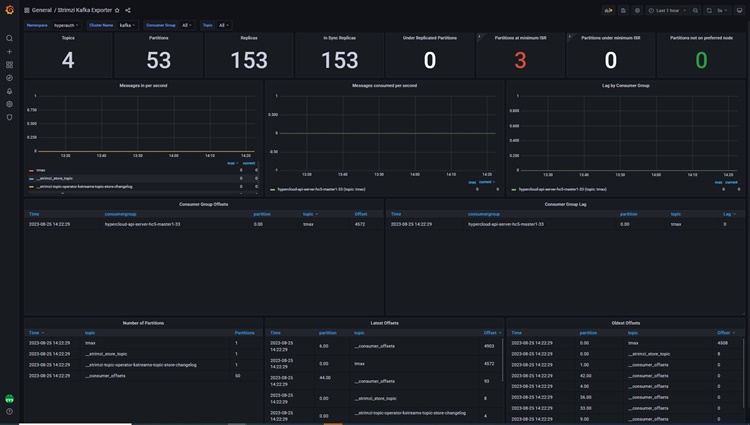 General / Strimzi Kafka Exporter
Last 1 hour
5s
Namespace hyperauth Cluster Name kafka Consumer Group All Topic All
Topics Partitions Replicas In Sync Replicas Under Replicated Partitions Partitions at minimum ISR Partitions under minimum ISR Partitions not on preferred node
4 53 153 153 0 3 0 0
Messages in per second
1
0.750
0.500
0.250
0
13:30 13:40 13:50 14:00 14:10 14:20
max current
tmax 0 0
__strimzi_store_topic 0 0
__strimzi-topic-operator-kstreams-topic-store-changelog 0 0
Messages consumed per second
1
0.500
0
-0.50
-1
13:30 13:40 13:50 14:00 14:10 14:20
max current
hypercloud-api-server-hc5-master1-33 (topic: tmax) 0 0
Lag by Consumer Group
1
0.800
0.600
0.400
0.200
0
13:30 13:40 13:50 14:00 14:10 14:20
max current
hypercloud-api-server-hc5-master1-33 (topic: tmax) 0 0
Consumer Group Offsets
Time consumergroup partition topic Offset
2023-08-25 14:22:29 hypercloud-api-server-hc5-master1-33 0.00 tmax 4572
Consumer Group Lag
Time consumergroup partition topic Lag
2023-08-25 14:22:29 hypercloud-api-server-hc5-master1-33 0.00 tmax 0
Number of Partitions
Time topic Partitions
2023-08-25 14:22:29 tmax 1
2023-08-25 14:22:29 __strimzi_store_topic 1
2023-08-25 14:22:29 __strimzi-topic-operator-kstreams-topic-store-changelog 1
2023-08-25 14:22:29 __consumer_offsets 50
Latest Offsets
Time partition topic Offset
2023-08-25 14:22:29 6.00 __consumer_offsets 4903
2023-08-25 14:22:29 0.00 tmax 4572
2023-08-25 14:22:29 44.00 __consumer_offsets 93
2023-08-25 14:22:29 0.00 __strimzi_store_topic 8
2023-08-25 14:22:29 0.00 __strimzi-topic-operator-kstreams-topic-store-changelog 4
Oldest Offsets
Time partition topic Offset
2023-08-25 14:22:29 0.00 tmax 4508
2023-08-25 14:22:29 0.00 __strimzi_store_topic 8
2023-08-25 14:22:29 1.00 __consumer_offsets 0
2023-08-25 14:22:29 42.00 __consumer_offsets 0
2023-08-25 14:22:29 4.00 __consumer_offsets 0
2023-08-25 14:22:29 36.00 __consumer_offsets 0
2023-08-25 14:22:29 33.00 __consumer_offsets 0
2023-08-25 14:22:29 9.00 __consumer_offsets 0